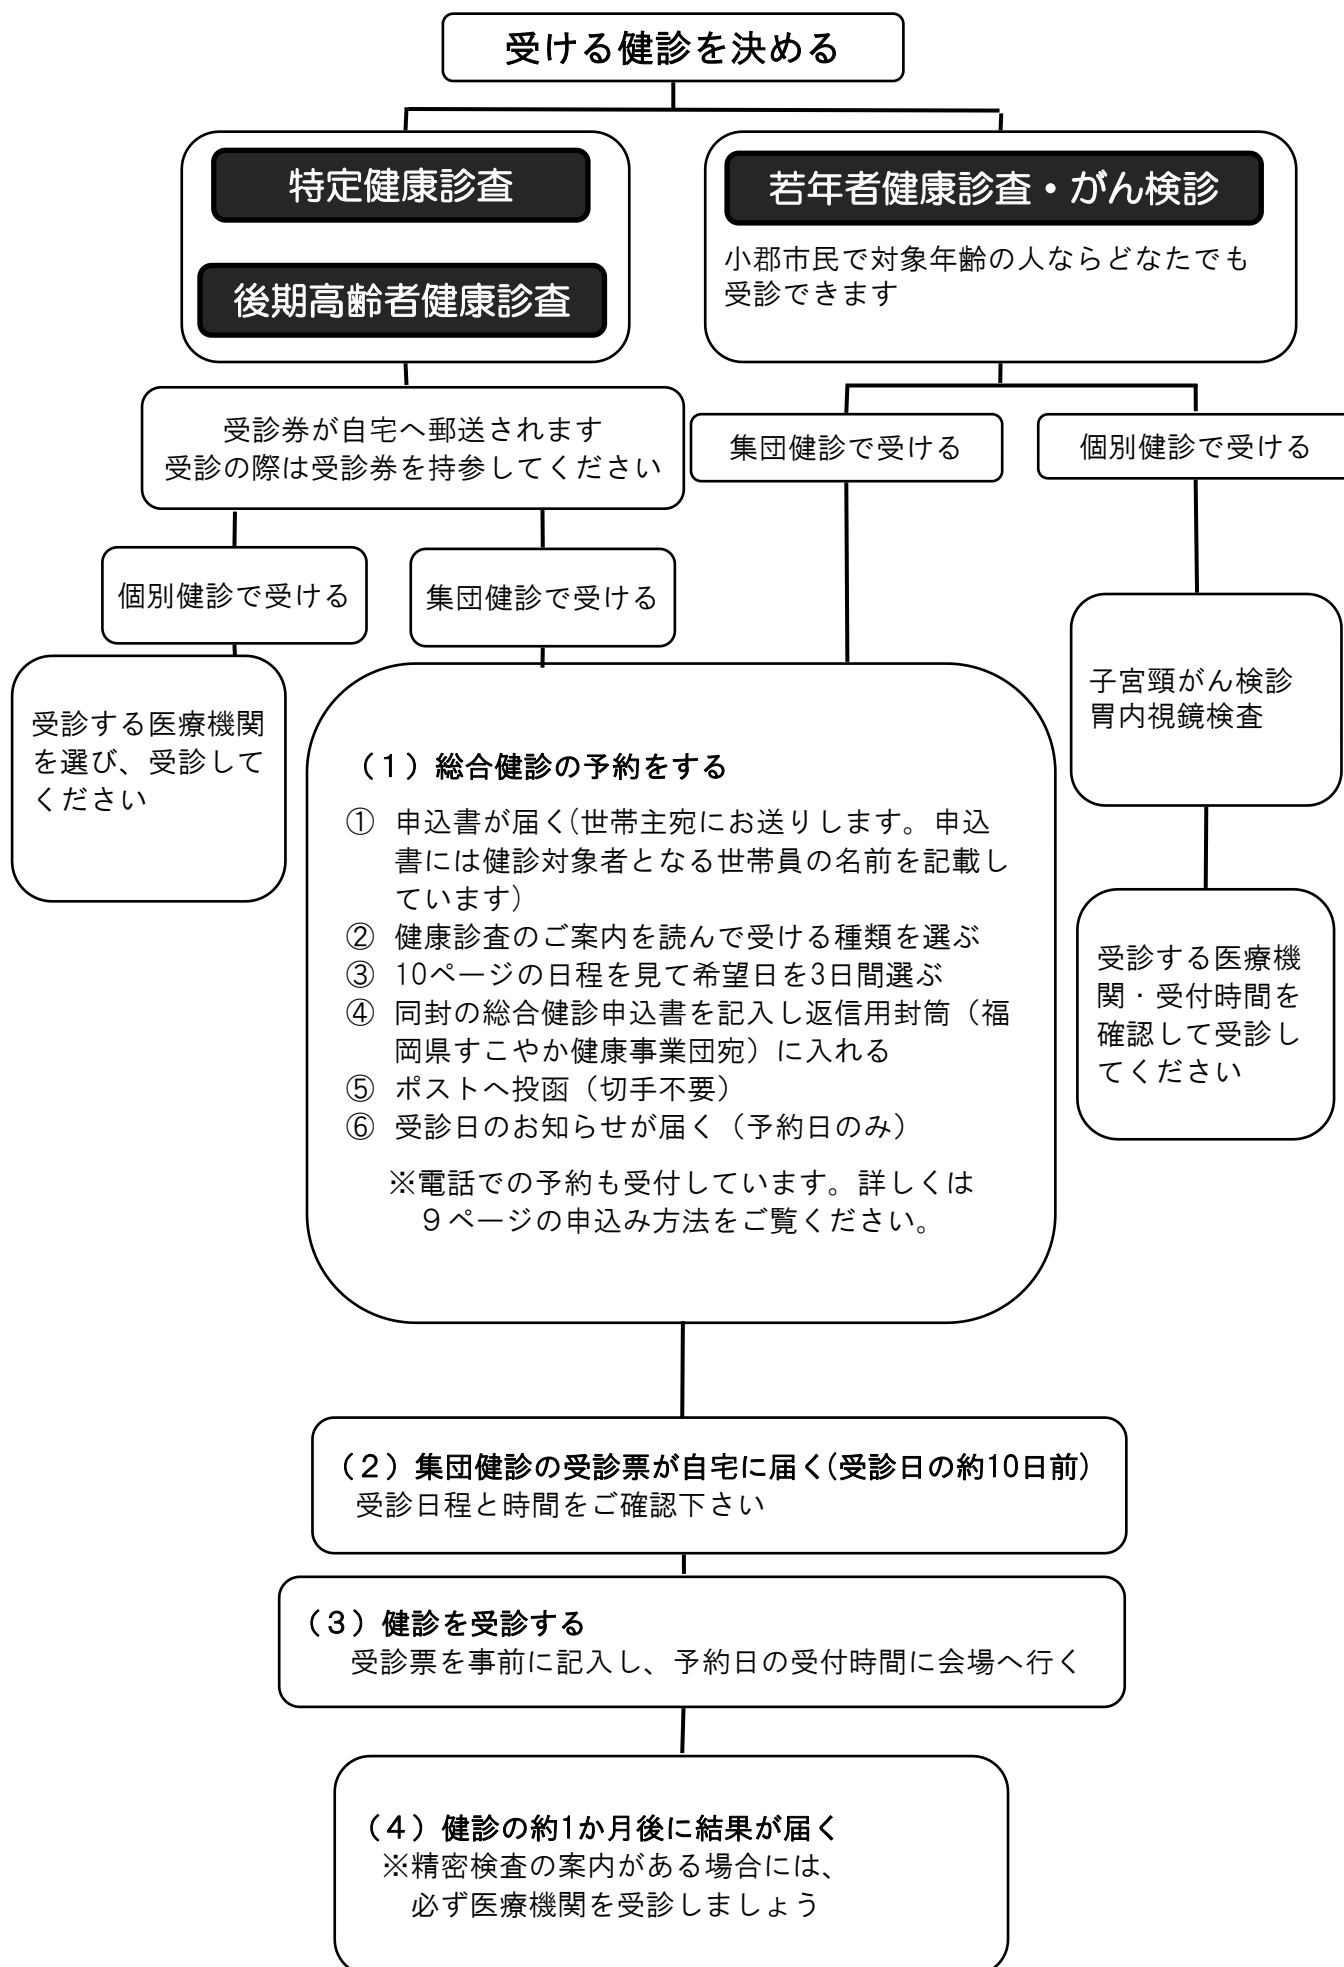 受ける健診を決める
特定健康診査
後期高齢者健康診査
若年者健康診査・がん検診
小郡市民で対象年齢の人ならどなたでも
受診できます
受診券が自宅へ郵送されます
受診の際は受診券を持参してください
集団健診で受ける
個別健診で受ける
個別健診で受ける
集団健診で受ける
受診する医療機関
を選び、受診して
ください
子宮頸がん検診
胃内視鏡検査
受診する医療機
関・受付時間を
確認して受診し
てください
（１）総合健診の予約をする
① 申込書が届く(世帯主宛にお送りします。申込
書には健診対象者となる世帯員の名前を記載し
ています)
② 健康診査のご案内を読んで受ける種類を選ぶ
③ 10ページの日程を見て希望日を3日間選ぶ
④ 同封の総合健診申込書を記入し返信用封筒（福
岡県すこやか健康事業団宛）に入れる
⑤ ポストへ投函（切手不要）
⑥ 受診日のお知らせが届く（予約日のみ）
※電話での予約も受付しています。詳しくは
９ページの申込み方法をご覧ください。
（２）集団健診の受診票が自宅に届く(受診日の約10日前)
受診日程と時間をご確認下さい
（３）健診を受診する
受診票を事前に記入し、予約日の受付時間に会場へ行く
（４）健診の約1か月後に結果が届く
※精密検査の案内がある場合には、
必ず医療機関を受診しましょう